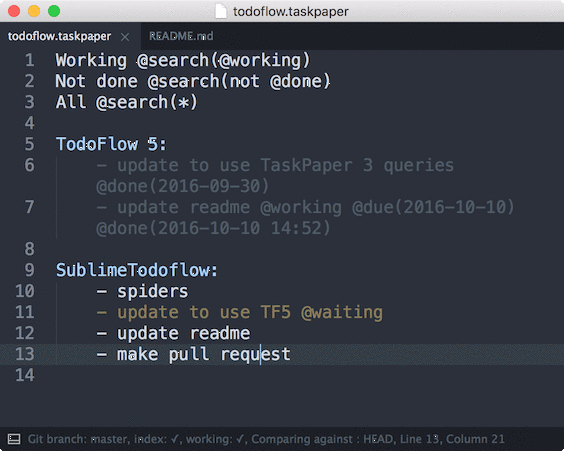 todoflow.taskpaper
todoflow.taskpaper × README.md
1 Working @search(@working)
2 Not done @search(not @done)
3 All @search(*)
4
5 TodoFlow 5:
6 - update to use TaskPaper 3 queries
@done(2016-09-30)
7 - update readme @working @due(2016-10-10)
@done(2016-10-10 14:52)
8
9 SublimeTodoflow:
10 - spiders
11 - update to use TF5 @waiting
12 - update readme
13 - make pull request
14
Git branch: master, index: ✓, working: ✓, Comparing against : HEAD, Line 13, Column 21